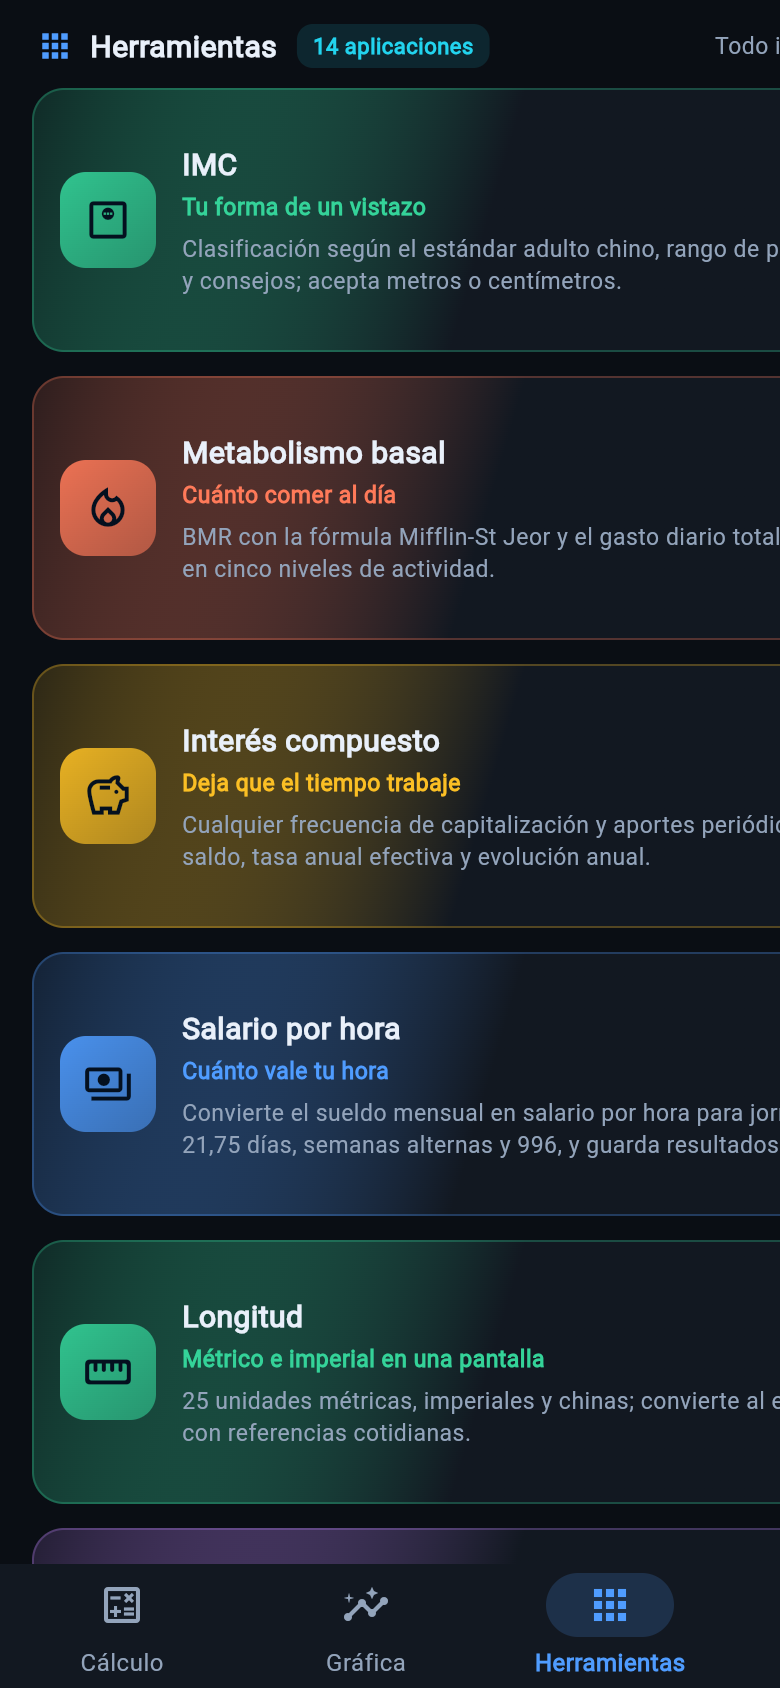 Herramientas
14 aplicaciones
Todo
IMC
Tu forma de un vistazo
Clasificación según el estándar adulto chino, rango de
y consejos; acepta metros o centímetros.
Metabolismo basal
Cuánto comer al día
BMR con la fórmula Mifflin-St Jeor y el gasto diario total
en cinco niveles de actividad.
Interés compuesto
Deja que el tiempo trabaje
Cualquier frecuencia de capitalización y aportes
saldo, tasa anual efectiva y evolución anual.
Salario por hora
Cuánto vale tu hora
Convierte el sueldo mensual en salario por hora para
21,75 días, semanas alternas y 996, y guarda resultados
Longitud
Métrico e imperial en una pantalla
25 unidades métricas, imperiales y chinas; convierte al
con referencias cotidianas.
Cálculo
Gráfica
Herramientas